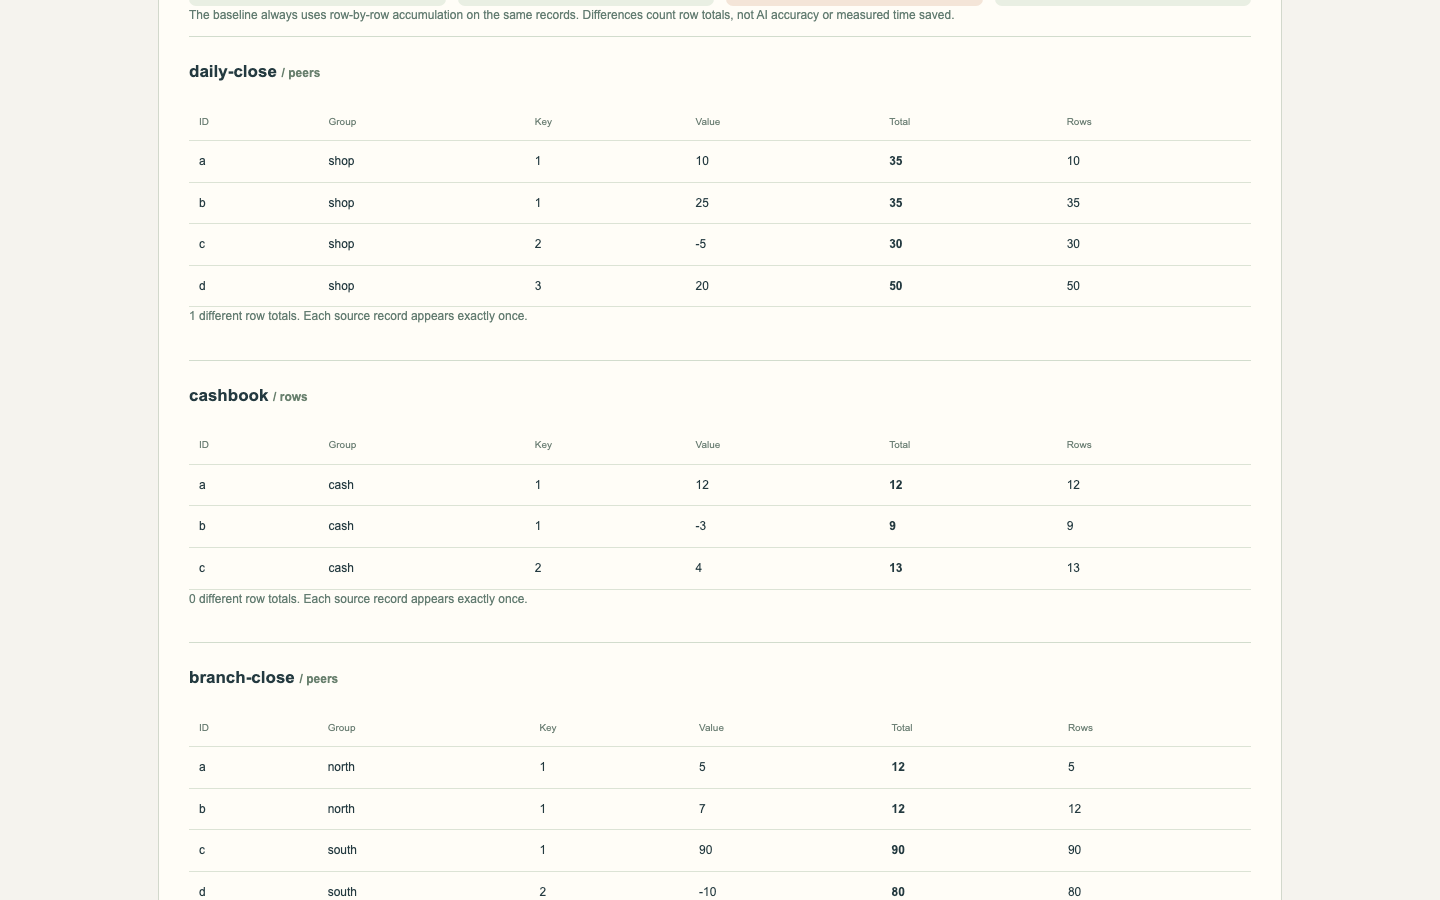 The baseline always uses row-by-row accumulation on the same records. Differences count row totals, not AI accuracy or measured time saved.
daily-close / peers
ID Group Key Value Total Rows
a shop 1 10 35 10
b shop 1 25 35 35
c shop 2 -5 30 30
d shop 3 20 50 50
1 different row totals. Each source record appears exactly once.
cashbook / rows
ID Group Key Value Total Rows
a cash 1 12 12 12
b cash 1 -3 9 9
c cash 2 4 13 13
0 different row totals. Each source record appears exactly once.
branch-close / peers
ID Group Key Value Total Rows
a north 1 5 12 5
b north 1 7 12 12
c south 1 90 90 90
d south 2 -10 80 80